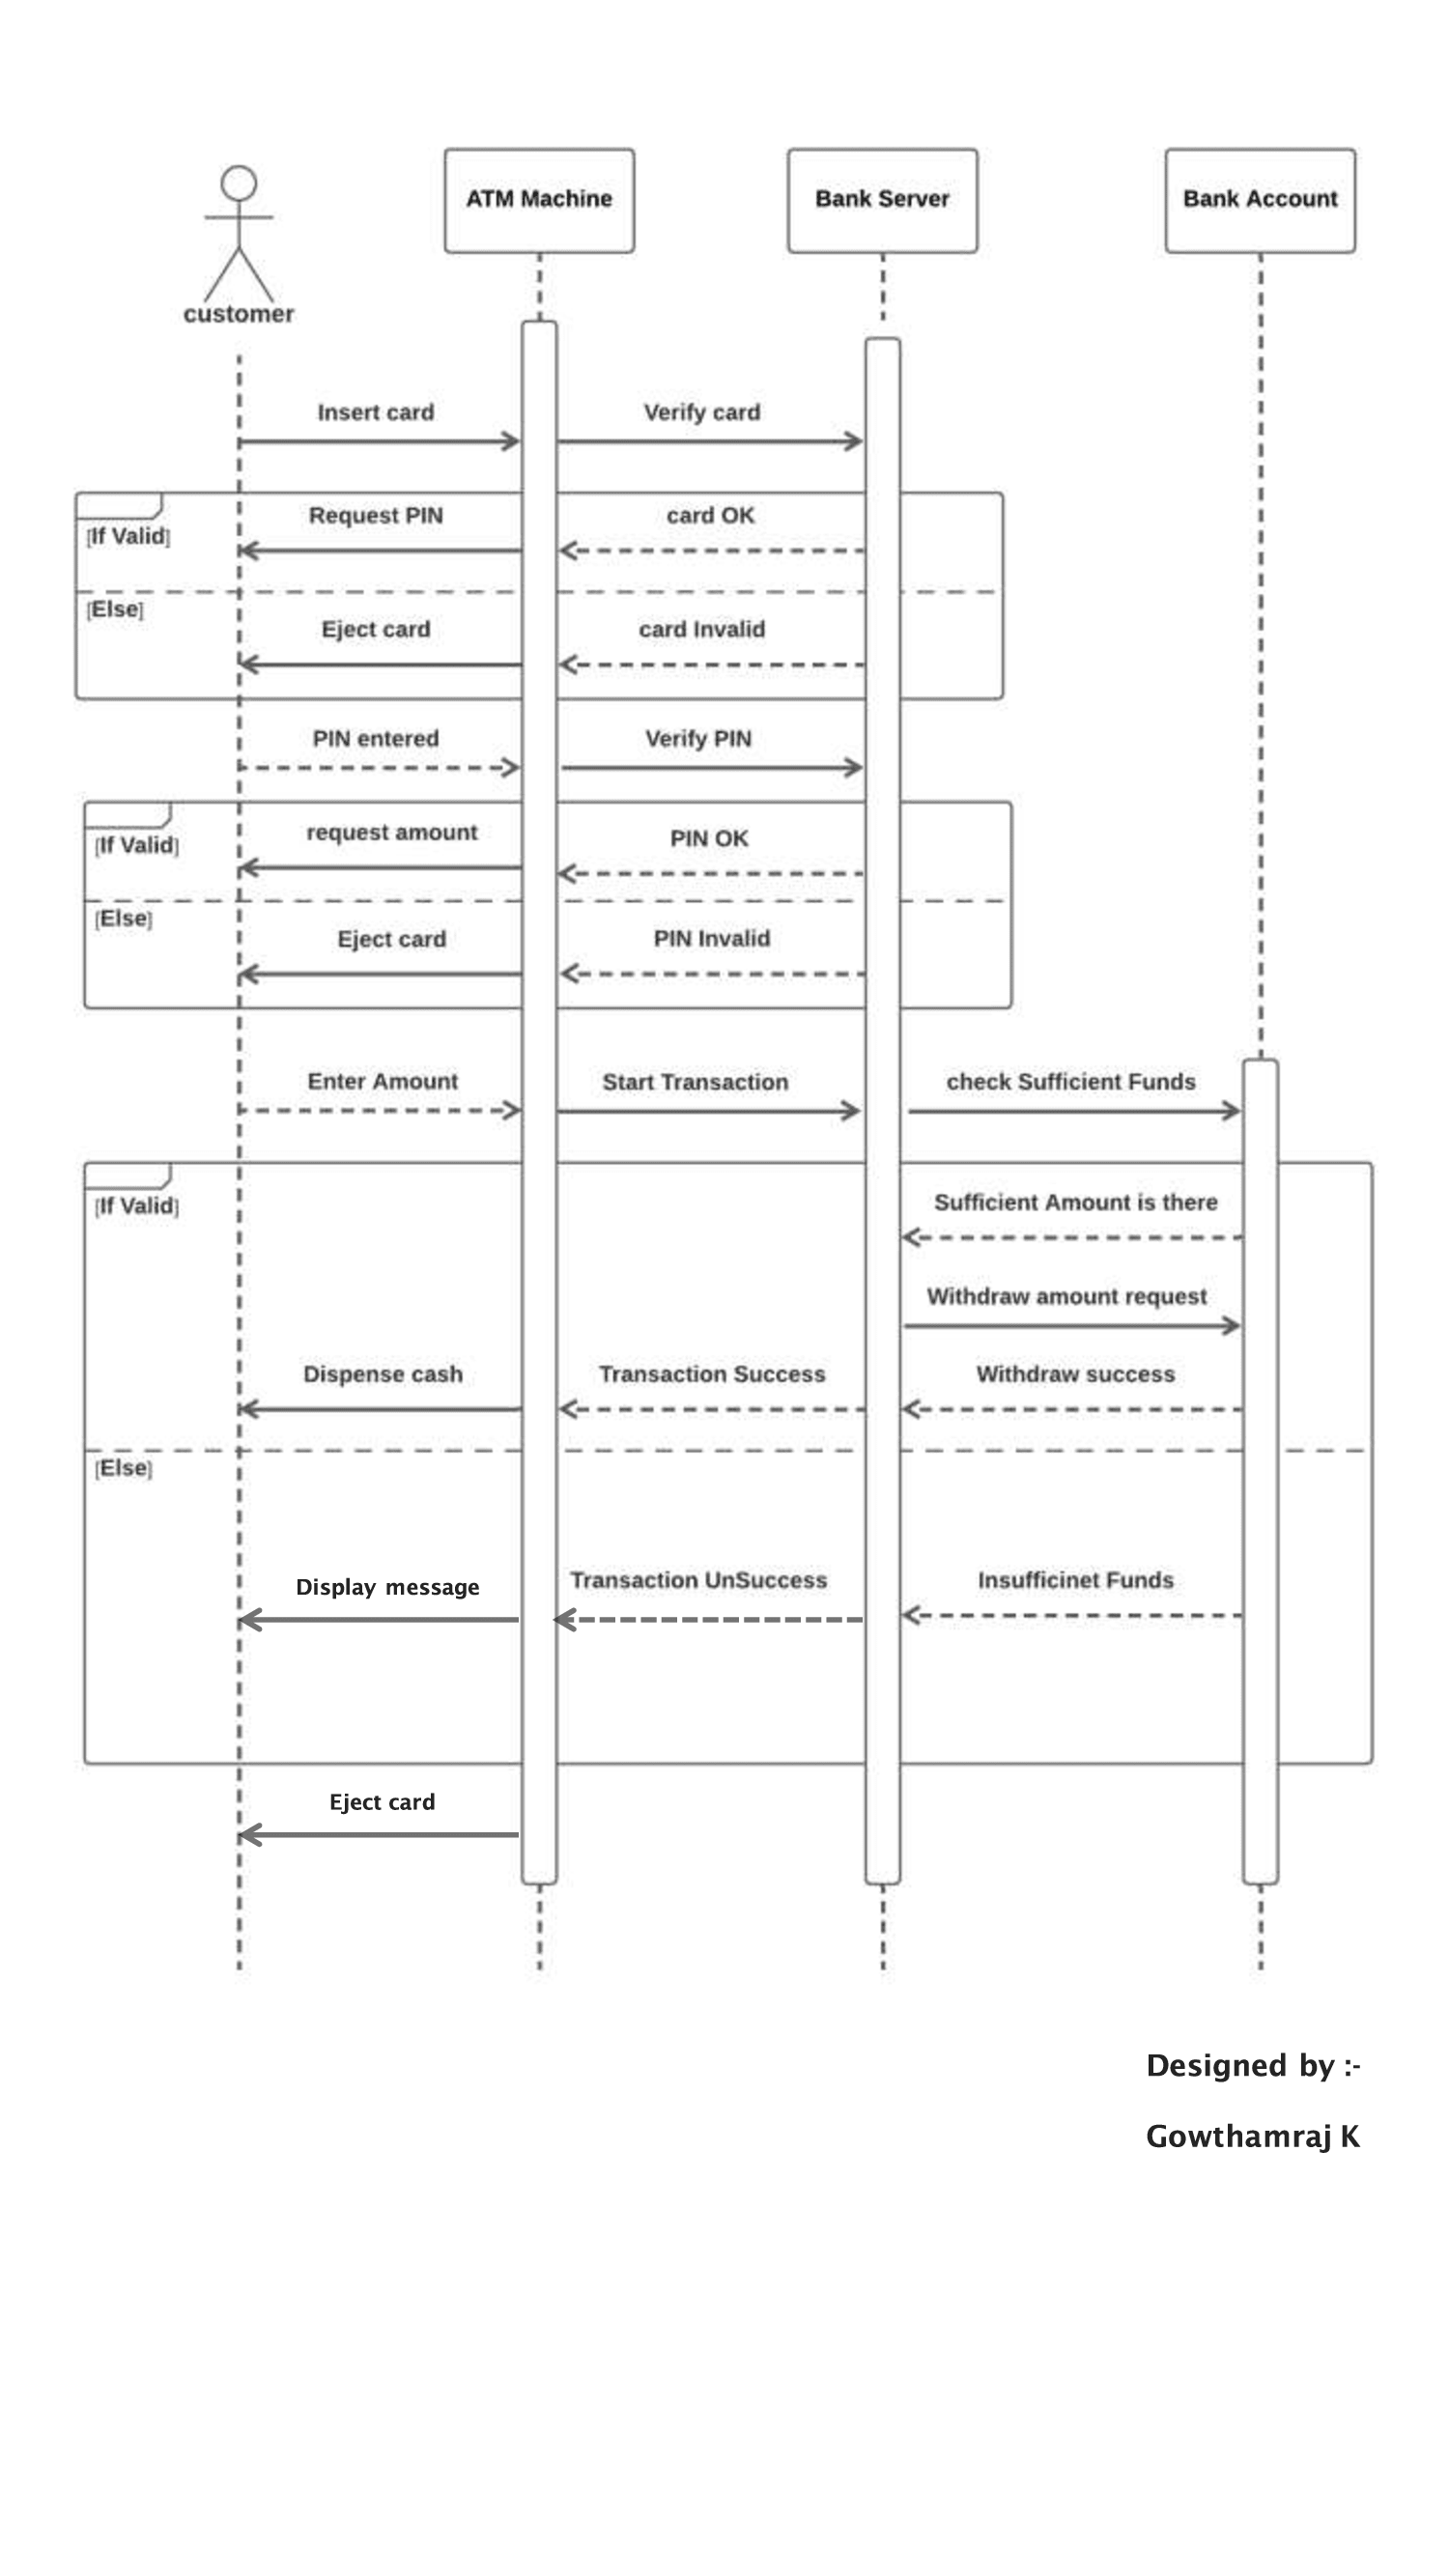 ATM Machine
Bank Server
Bank Account
customer
Insert card
Verify card
Request PIN
card OK
[If Valid]
[Else]
Eject card
card Invalid
PIN entered
Verify PIN
request amount
PIN OK
[If Valid]
[Else]
Eject card
PIN Invalid
Enter Amount
Start Transaction
check Sufficient Funds
[If Valid]
Sufficient Amount is there
Withdraw amount request
Dispense cash
Transaction Success
Withdraw success
[Else]
Display message
Transaction UnSuccess
Insufficinet Funds
Eject card
Designed by :-
Gowthamraj K